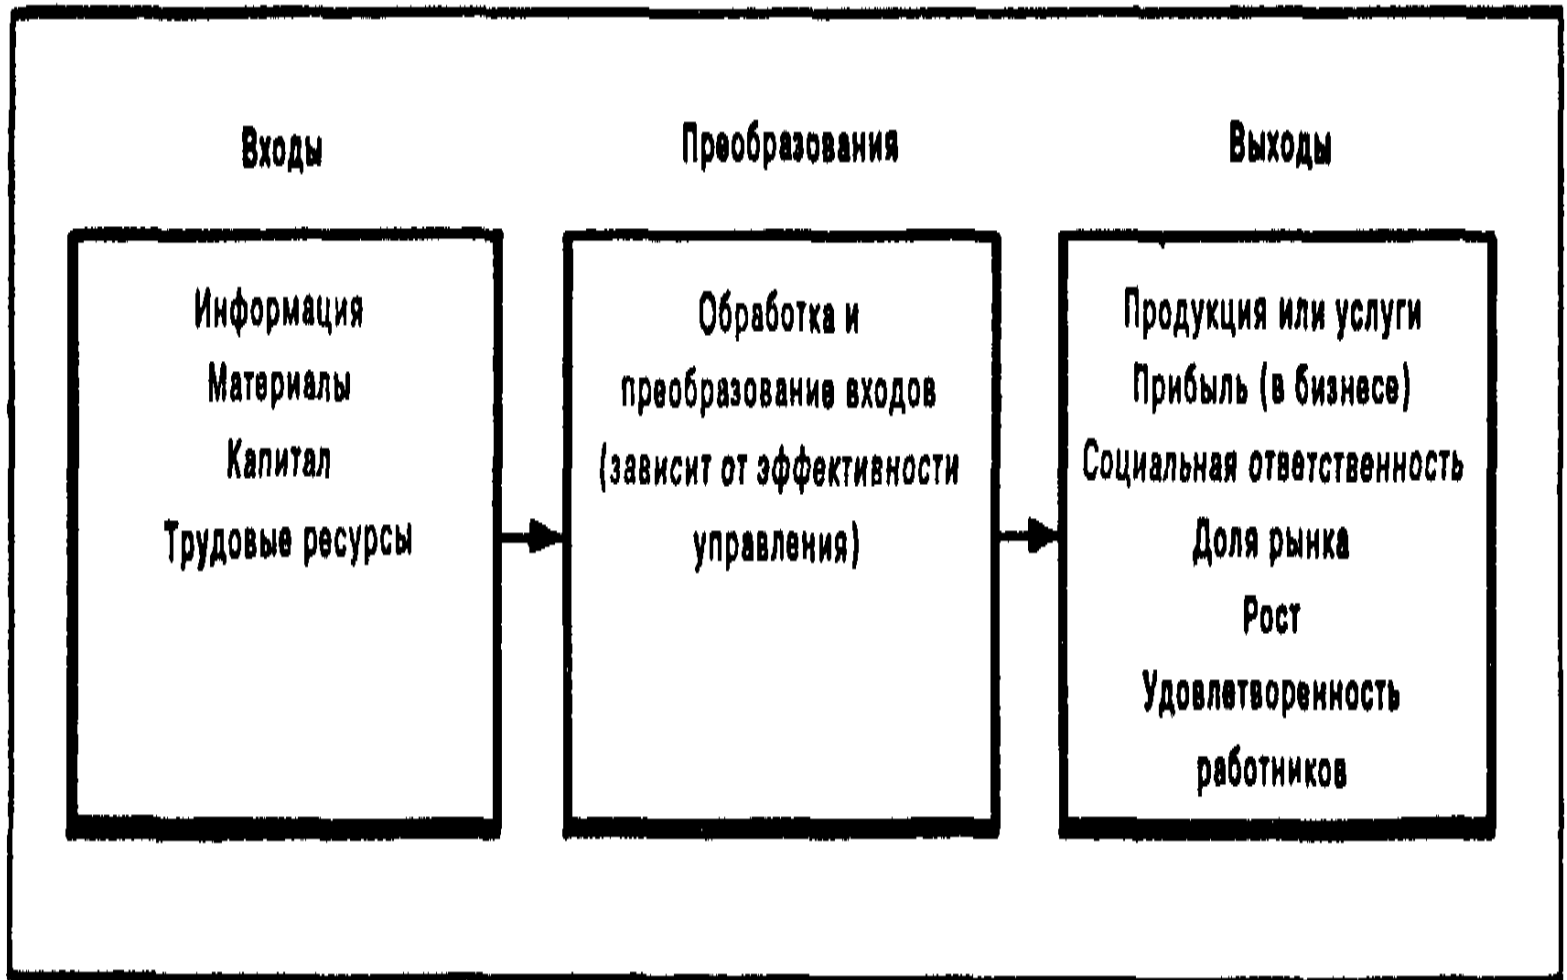 Входы
Преобразования
Выходы
Информация
Материалы
Капитал
Трудовые ресурсы
Обработка и
преобразование входов
(зависит от эффективности
управления)
Продукция или услуги
Прибыль (в бизнесе)
Социальная ответственность
Доля рынка
Рост
Удовлетворенность
работников